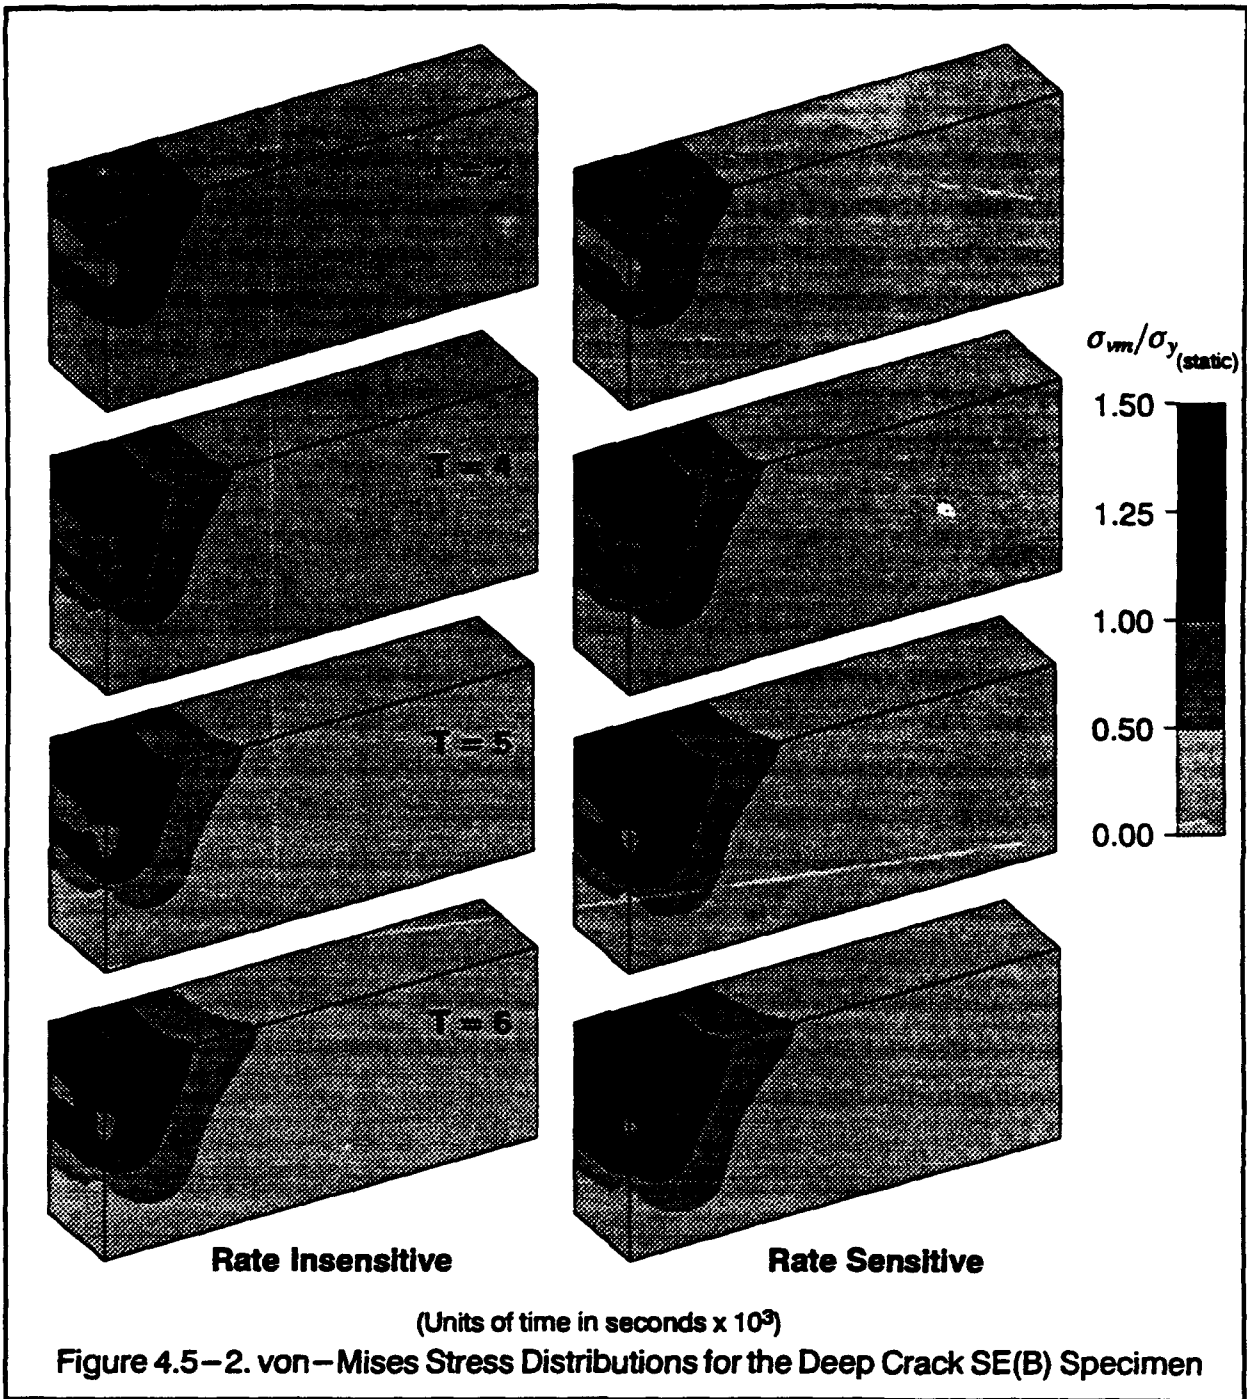 T = 2
σvm/σy(static)
1.50
T = 4
1.25
1.00
T = 5
0.50
0.00
T = 6
Rate Insensitive Rate Sensitive
(Units of time in seconds x 10³)
Figure 4.5–2. von–Mises Stress Distributions for the Deep Crack SE(B) Specimen